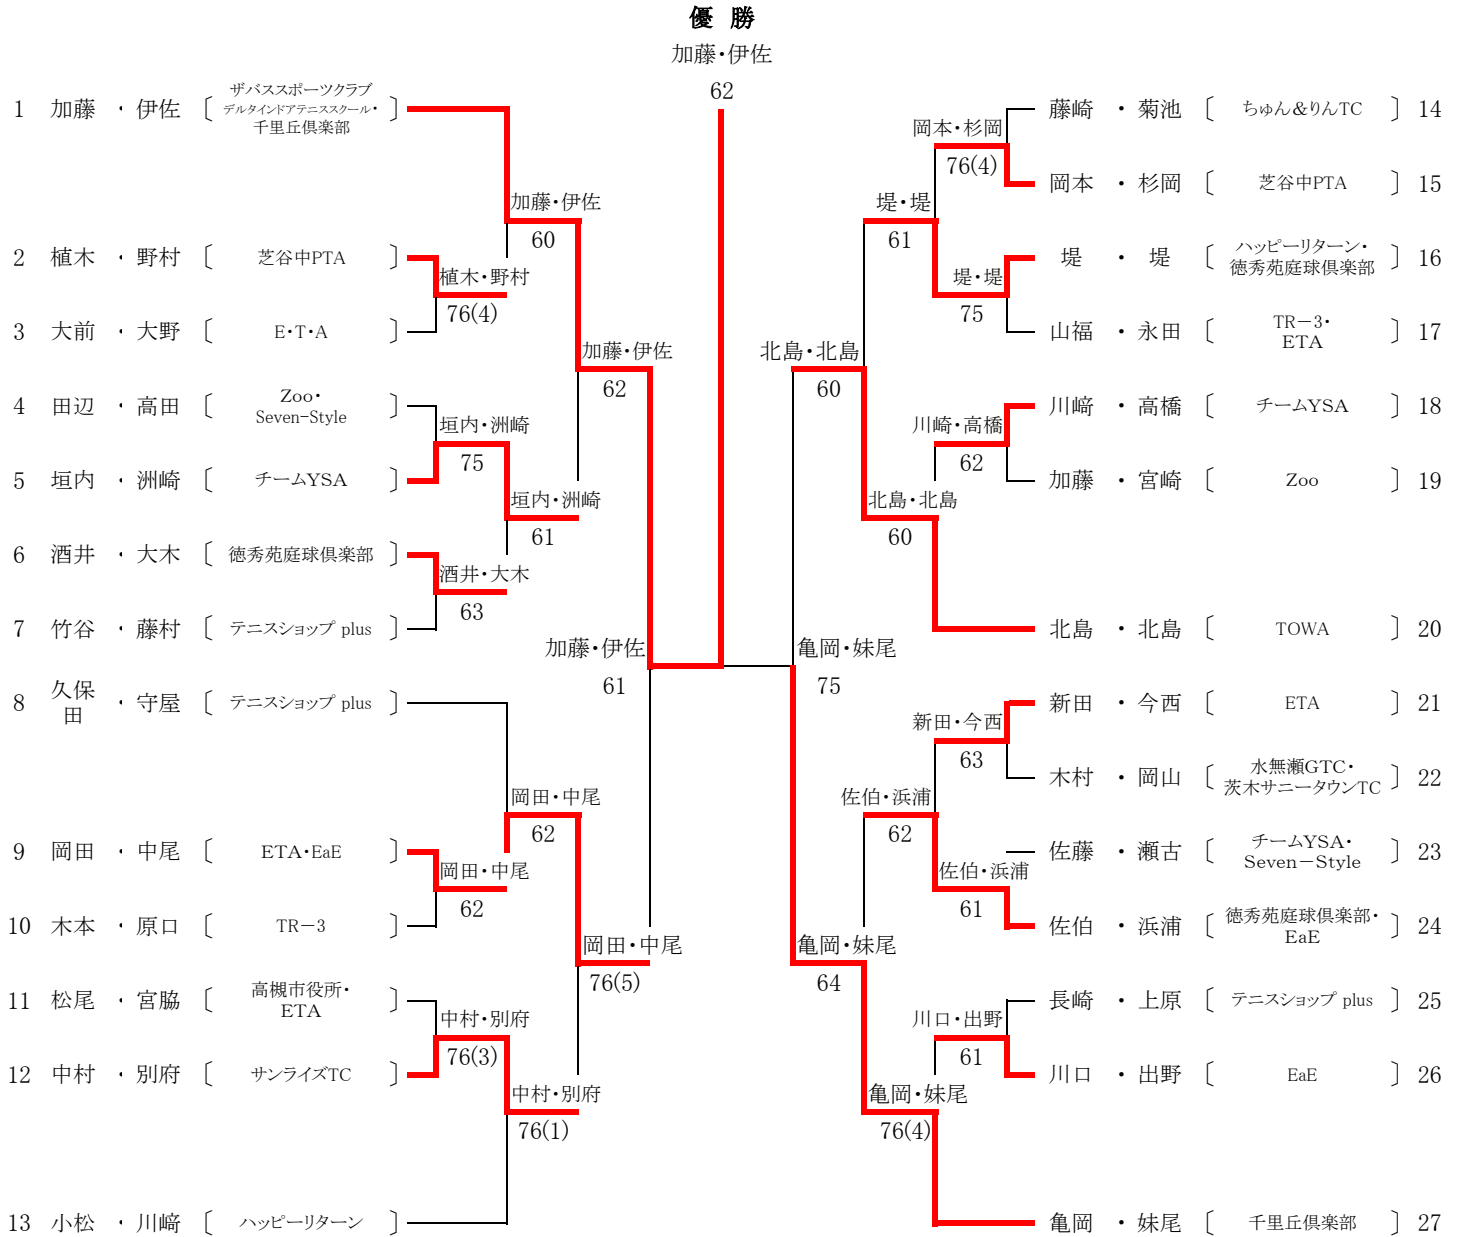 優 勝
加藤・伊佐
62
1 加藤 ・ 伊佐 〔 ザバススポーツクラブ
デルタインドアテニススクール・
千里丘倶楽部 〕
2 植木 ・ 野村 〔 芝谷中PTA 〕
3 大前 ・ 大野 〔 E・T・A 〕
4 田辺 ・ 高田 〔 Zoo・
Seven-Style 〕
5 垣内 ・ 洲崎 〔 チームYSA 〕
6 酒井 ・ 大木 〔 徳秀苑庭球倶楽部 〕
7 竹谷 ・ 藤村 〔 テニスショップ plus 〕
8 久保
田 ・ 守屋 〔 テニスショップ plus 〕
9 岡田 ・ 中尾 〔 ETA・EaE 〕
10 木本 ・ 原口 〔 TR－3 〕
11 松尾 ・ 宮脇 〔 高槻市役所・
ETA 〕
12 中村 ・ 別府 〔 サンライズTC 〕
13 小松 ・ 川﨑 〔 ハッピーリターン 〕
植木・野村
76(4)
垣内・洲崎
75
酒井・大木
63
岡田・中尾
62
中村・別府
76(3)
加藤・伊佐
60
垣内・洲崎
61
岡田・中尾
62
中村・別府
76(1)
加藤・伊佐
62
岡田・中尾
76(5)
加藤・伊佐
61
亀岡・妹尾
75
北島・北島
60
亀岡・妹尾
64
堤・堤
61
北島・北島
60
佐伯・浜浦
62
亀岡・妹尾
76(4)
岡本・杉岡
76(4)
堤・堤
75
川崎・高橋
62
新田・今西
63
佐伯・浜浦
61
川口・出野
61
藤崎 ・ 菊池 〔 ちゅん&りんTC 〕 14
岡本 ・ 杉岡 〔 芝谷中PTA 〕 15
堤 ・ 堤 〔 ハッピーリターン・
徳秀苑庭球倶楽部 〕 16
山福 ・ 永田 〔 TR－3・
ETA 〕 17
川﨑 ・ 高橋 〔 チームYSA 〕 18
加藤 ・ 宮崎 〔 Zoo 〕 19
北島 ・ 北島 〔 TOWA 〕 20
新田 ・ 今西 〔 ETA 〕 21
木村 ・ 岡山 〔 水無瀬GTC・
茨木サニータウンTC 〕 22
佐藤 ・ 瀬古 〔 チームYSA・
Seven－Style 〕 23
佐伯 ・ 浜浦 〔 徳秀苑庭球倶楽部・
EaE 〕 24
長崎 ・ 上原 〔 テニスショップ plus 〕 25
川口 ・ 出野 〔 EaE 〕 26
亀岡 ・ 妹尾 〔 千里丘倶楽部 〕 27